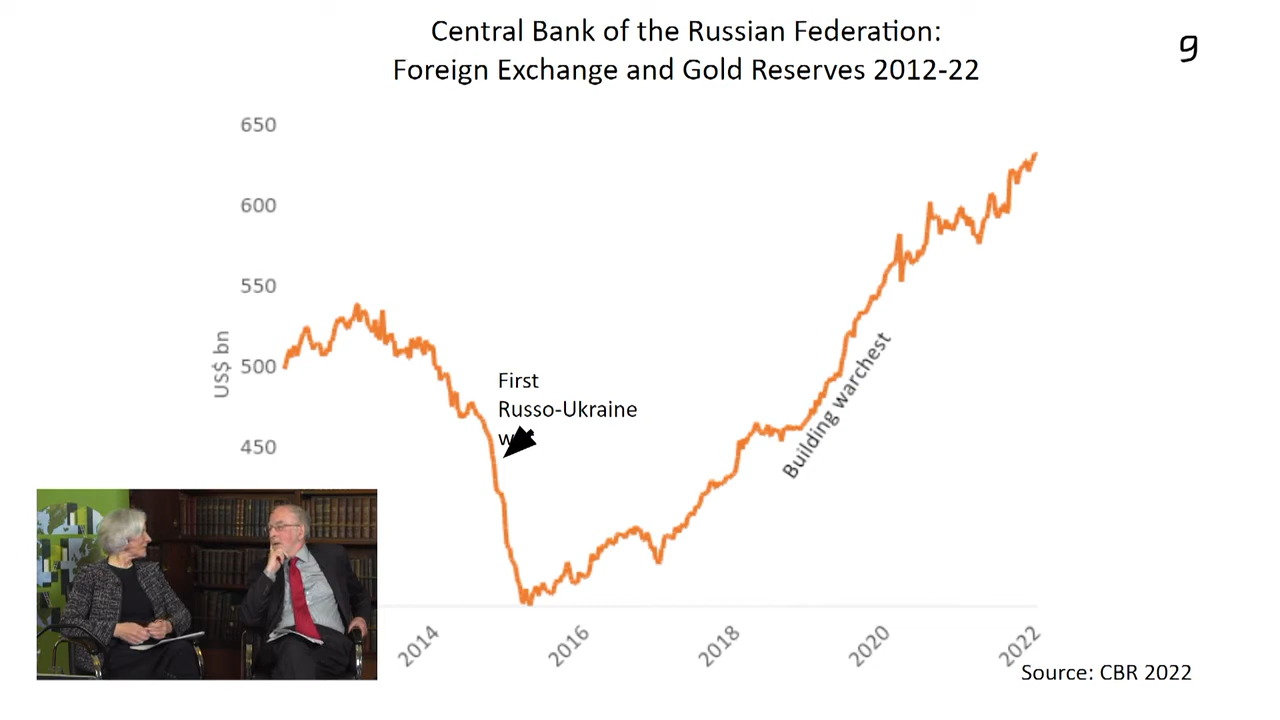 Central Bank of the Russian Federation:
Foreign Exchange and Gold Reserves 2012-22
g
650
600
550
500
450
US$ bn
First
Russo-Ukraine
Building warchest
2014
2016
2018
2020
2022
Source: CBR 2022